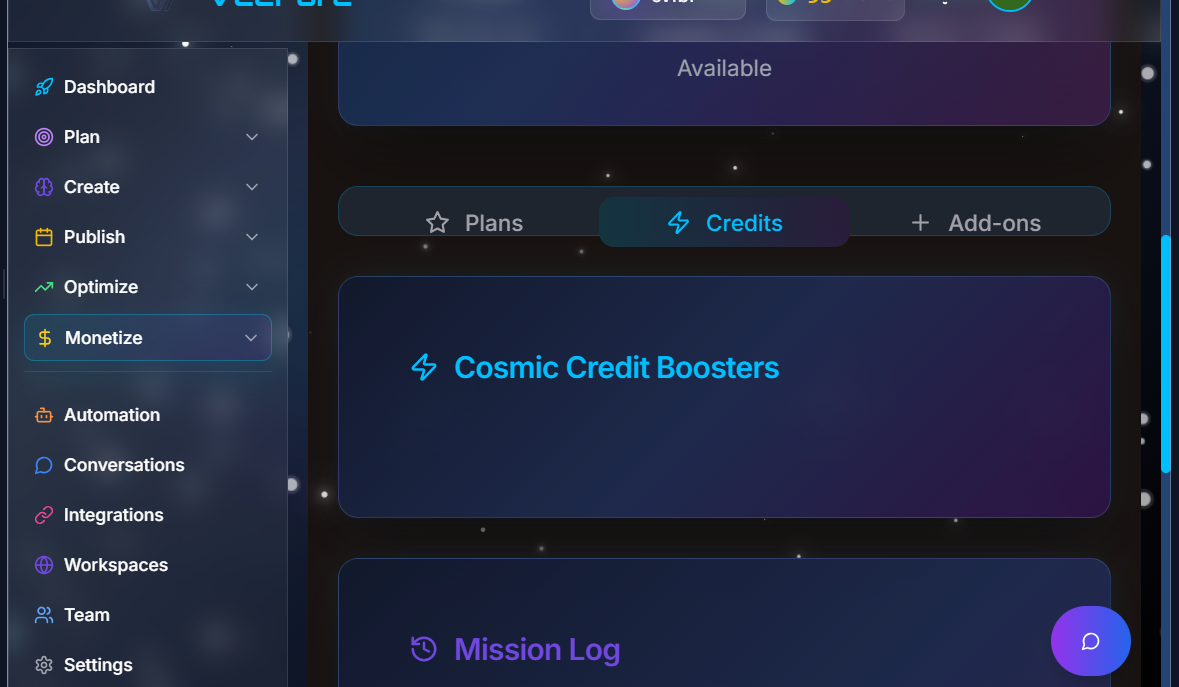 Available
Dashboard
Plan
Create
Publish
Optimize
Monetize
Automation
Conversations
Integrations
Workspaces
Team
Settings
Plans
Credits
Add-ons
Cosmic Credit Boosters
Mission Log